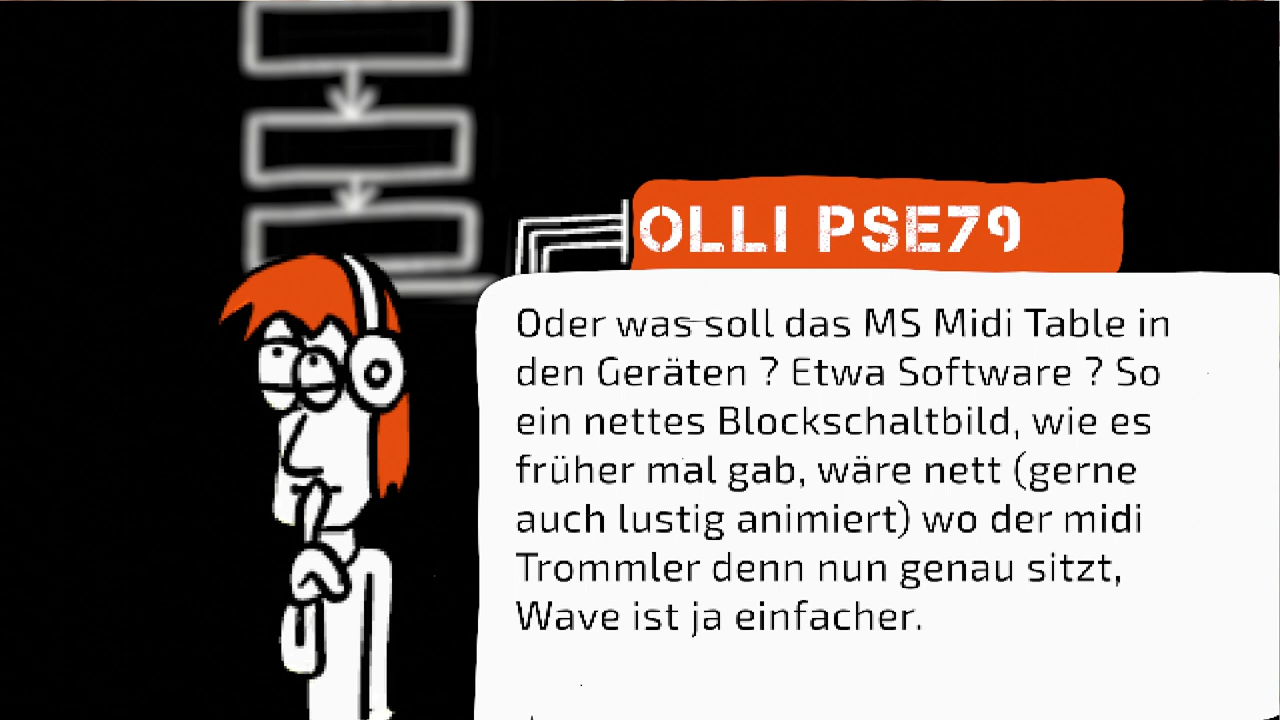 OLLI PSE79
Oder was soll das MS Midi Table in
den Geräten ? Etwa Software ? So
ein nettes Blockschaltbild, wie es
früher mal gab, wäre nett (gerne
auch lustig animiert) wo der midi
Trommler denn nun genau sitzt,
Wave ist ja einfacher.